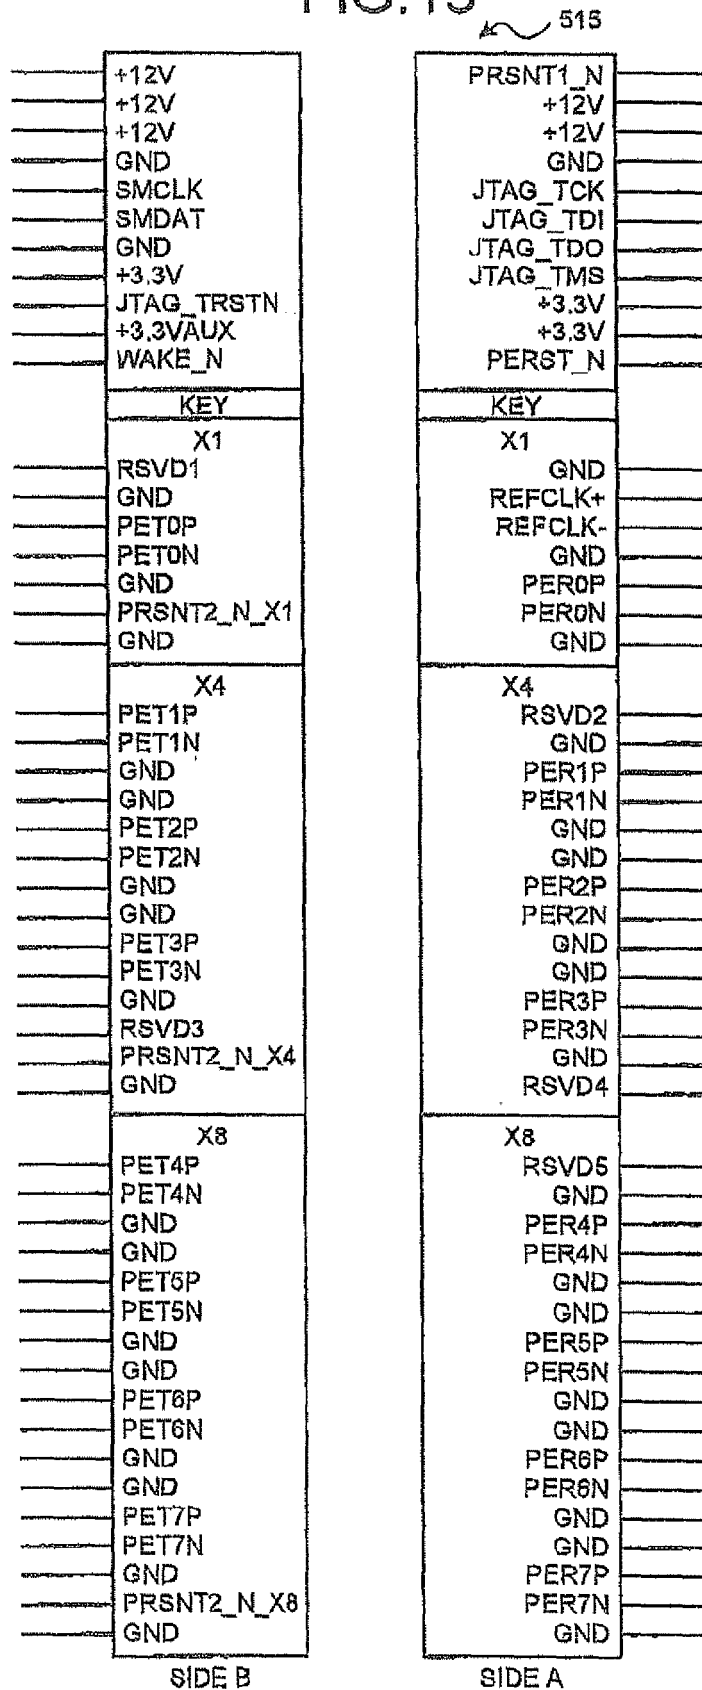 FIG. 15
515
+12V
+12V
+12V
GND
SMCLK
SMDAT
GND
+3.3V
JTAG_TRSTN
+3.3VAUX
WAKE_N
KEY
X1
RSVD1
GND
PET0P
PET0N
GND
PRSNT2_N_X1
GND
X4
PET1P
PET1N
GND
GND
PET2P
PET2N
GND
GND
PET3P
PET3N
GND
RSVD3
PRSNT2_N_X4
GND
X8
PET4P
PET4N
GND
GND
PET5P
PET5N
GND
GND
PET6P
PET6N
GND
GND
PET7P
PET7N
GND
PRSNT2_N_X8
GND
SIDE B
PRSNT1_N
+12V
+12V
GND
JTAG_TCK
JTAG_TDI
JTAG_TDO
JTAG_TMS
+3.3V
+3.3V
PERST_N
KEY
X1
GND
REFCLK+
REFCLK-
GND
PER0P
PER0N
GND
X4
RSVD2
GND
PER1P
PER1N
GND
GND
PER2P
PER2N
GND
GND
PER3P
PER3N
GND
RSVD4
X8
RSVD5
GND
PER4P
PER4N
GND
GND
PER5P
PER5N
GND
GND
PER6P
PER6N
GND
GND
PER7P
PER7N
GND
SIDE A